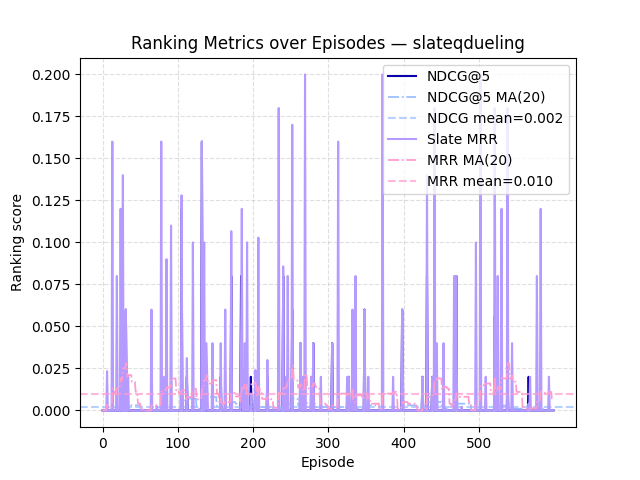 Ranking Metrics over Episodes — slateqdueling
NDCG@5
NDCG@5 MA(20)
NDCG mean=0.002
Slate MRR
MRR MA(20)
MRR mean=0.010
Ranking score
0.200
0.175
0.150
0.125
0.100
0.075
0.050
0.025
0.000
0
100
200
300
400
500
Episode